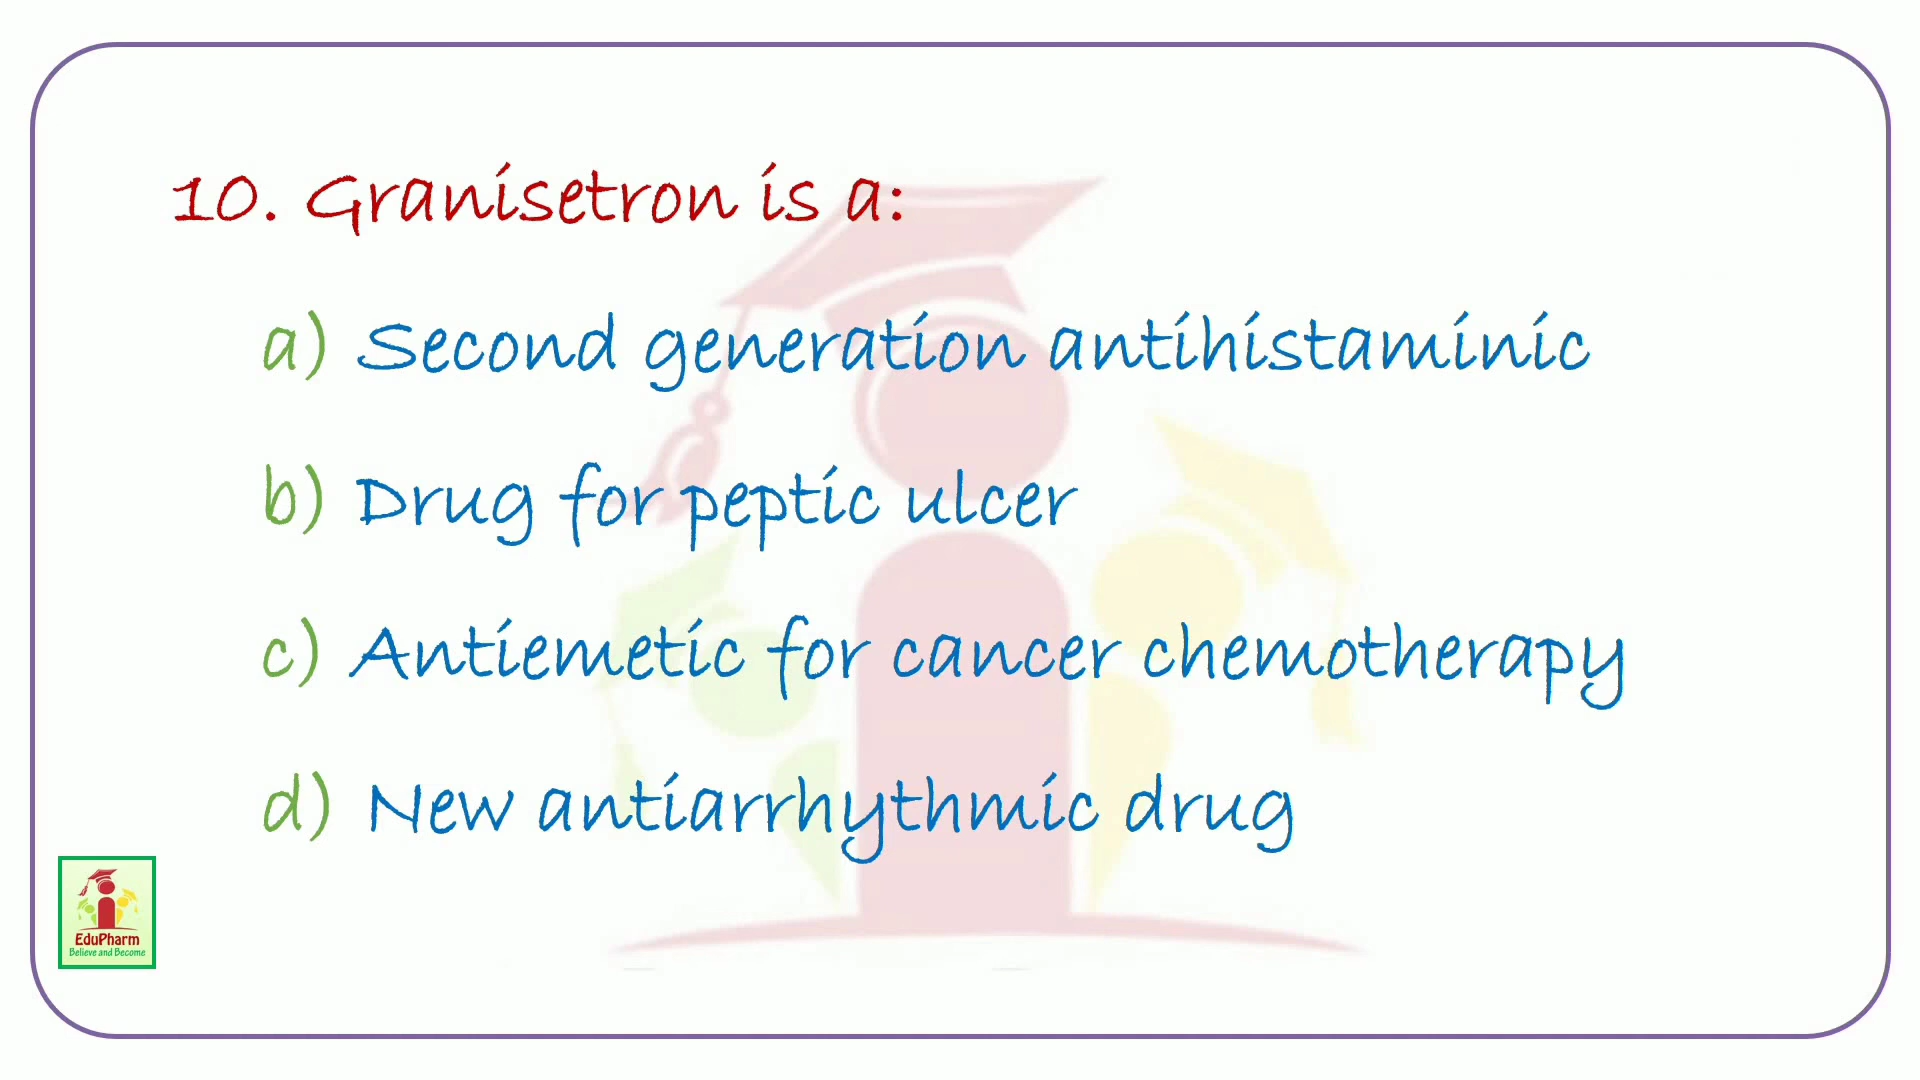 10. Granisetron is a:
a) Second generation antihistaminic
b) Drug for peptic ulcer
c) Antiemetic for cancer chemotherapy
d) New antiarrhythmic drug
EduPharm
Believe and Become